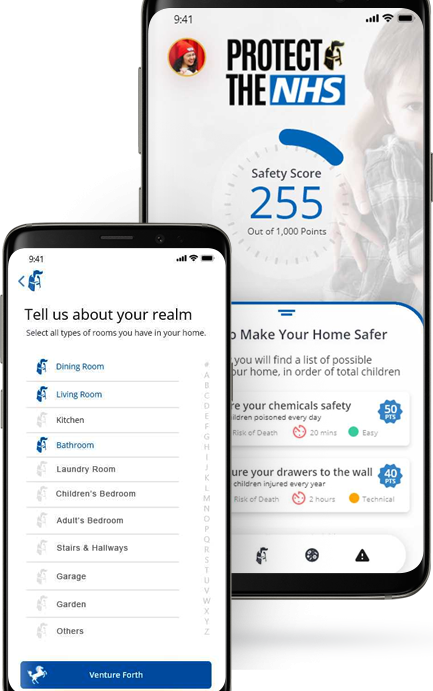 9:41
PROTECT
THE NHS
Safety Score
255
Out of 1,000 Points
o Make Your Home Safer
you will find a list of possible
our home, in order of total children
re your chemicals safety
ildren poisoned every day
Risk of Death 20 mins Easy
50
PTS
ure your drawers to the wall
children injured every year
Risk of Death 2 hours Technical
40
PTS
9:41
Tell us about your realm
Select all types of rooms you have in your home.
Dining Room
Living Room
Kitchen
Bathroom
Laundry Room
Children's Bedroom
Adult's Bedroom
Stairs & Hallways
Garage
Garden
Others
#
A
B
C
D
E
F
G
H
I
J
K
L
M
N
O
P
Q
R
S
T
U
V
W
X
Y
Z
Venture Forth